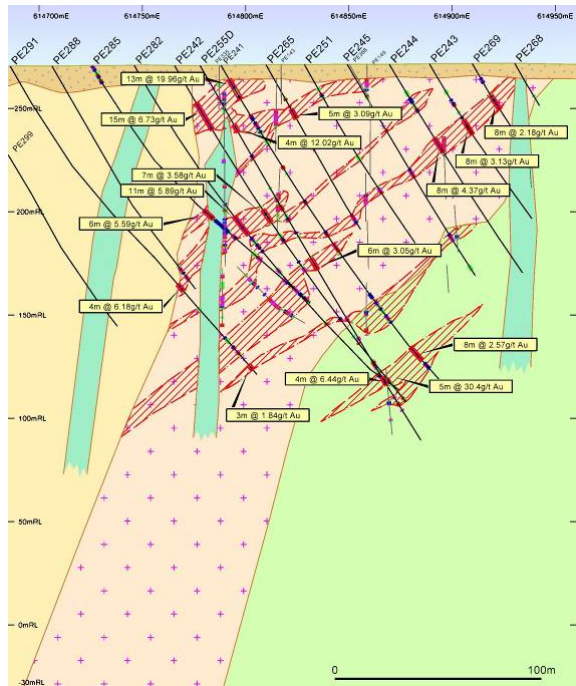 614700mE 614750mE 614800mE 614850mE 614900mE 614950mE
PE291 PE288 PE285 PE282 PE242 PE255D PE241 PE265 PE251 PE245 PE244 PE243 PE269 PE268
13m @ 19.96g/t Au
250mRL
15m @ 6.73g/t Au
5m @ 3.09g/t Au
4m @ 12.02g/t Au
8m @ 2.18g/t Au
PE299
8m @ 3.13g/t Au
7m @ 3.58g/t Au
11m @ 5.89g/t Au
8m @ 4.37g/t Au
200mRL
6m @ 5.59g/t Au
6m @ 3.05g/t Au
4m @ 6.18g/t Au
150mRL
8m @ 2.57g/t Au
4m @ 6.44g/t Au
5m @ 30.4g/t Au
3m @ 1.84g/t Au
100mRL
50mRL
0mRL
0 100m
-30mRL